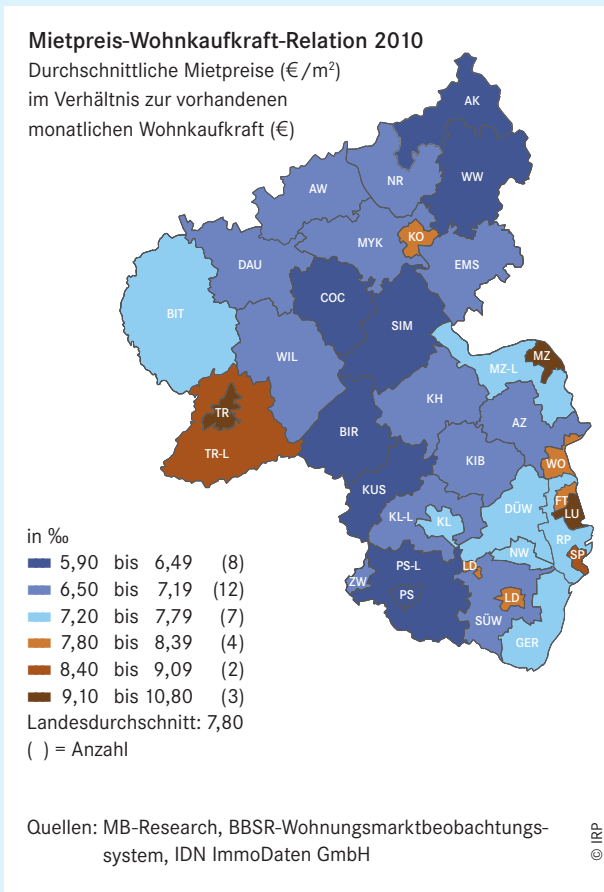 Mietpreis-Wohnkaufkraft-Relation 2010
Durchschnittliche Mietpreise (€/m²)
im Verhältnis zur vorhandenen
monatlichen Wohnkaufkraft (€)
AK
WW
NR
AW
KO
MYK
EMS
DAU
COC
BIT
SIM
WIL
MZ
MZ-L
KH
TR
AZ
BIR
TR-L
KIB
WO
KUS
FT
LU
DÜW
KL-L
KL
RP
NW
SP
PS-L
LD
ZW
PS
LD
SÜW
GER
in ‰
5,90 bis 6,49 (8)
6,50 bis 7,19 (12)
7,20 bis 7,79 (7)
7,80 bis 8,39 (4)
8,40 bis 9,09 (2)
9,10 bis 10,80 (3)
Landesdurchschnitt: 7,80
( ) = Anzahl
Quellen: MB-Research, BBSR-Wohnungsmarktbeobachtungs-
system, IDN ImmoDaten GmbH
© IRP